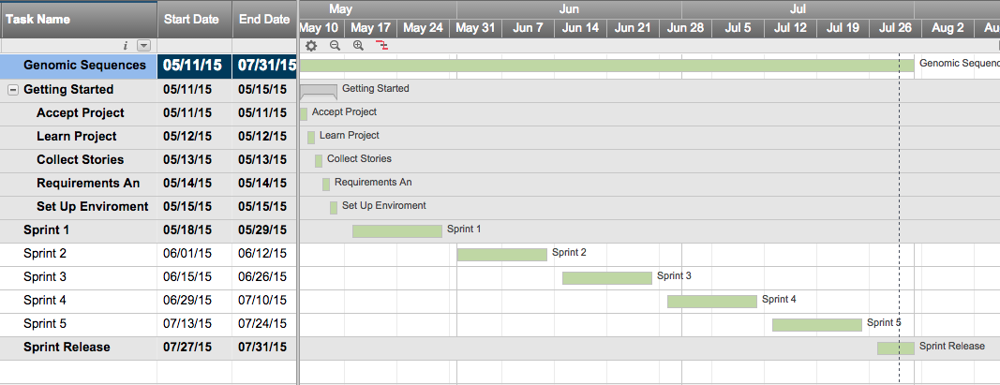 May Jun Jul
Task Name Start Date End Date
May 10 May 17 May 24 May 31 Jun 7 Jun 14 Jun 21 Jun 28 Jul 5 Jul 12 Jul 19 Jul 26 Aug 2 Au
i
Genomic Sequences 05/11/15 07/31/15 Genomic Sequenc
Getting Started 05/11/15 05/15/15 Getting Started
Accept Project 05/11/15 05/11/15 Accept Project
Learn Project 05/12/15 05/12/15 Learn Project
Collect Stories 05/13/15 05/13/15 Collect Stories
Requirements An 05/14/15 05/14/15 Requirements An
Set Up Enviroment 05/15/15 05/15/15 Set Up Enviroment
Sprint 1 05/18/15 05/29/15 Sprint 1
Sprint 2 06/01/15 06/12/15 Sprint 2
Sprint 3 06/15/15 06/26/15 Sprint 3
Sprint 4 06/29/15 07/10/15 Sprint 4
Sprint 5 07/13/15 07/24/15 Sprint 5
Sprint Release 07/27/15 07/31/15 Sprint Release